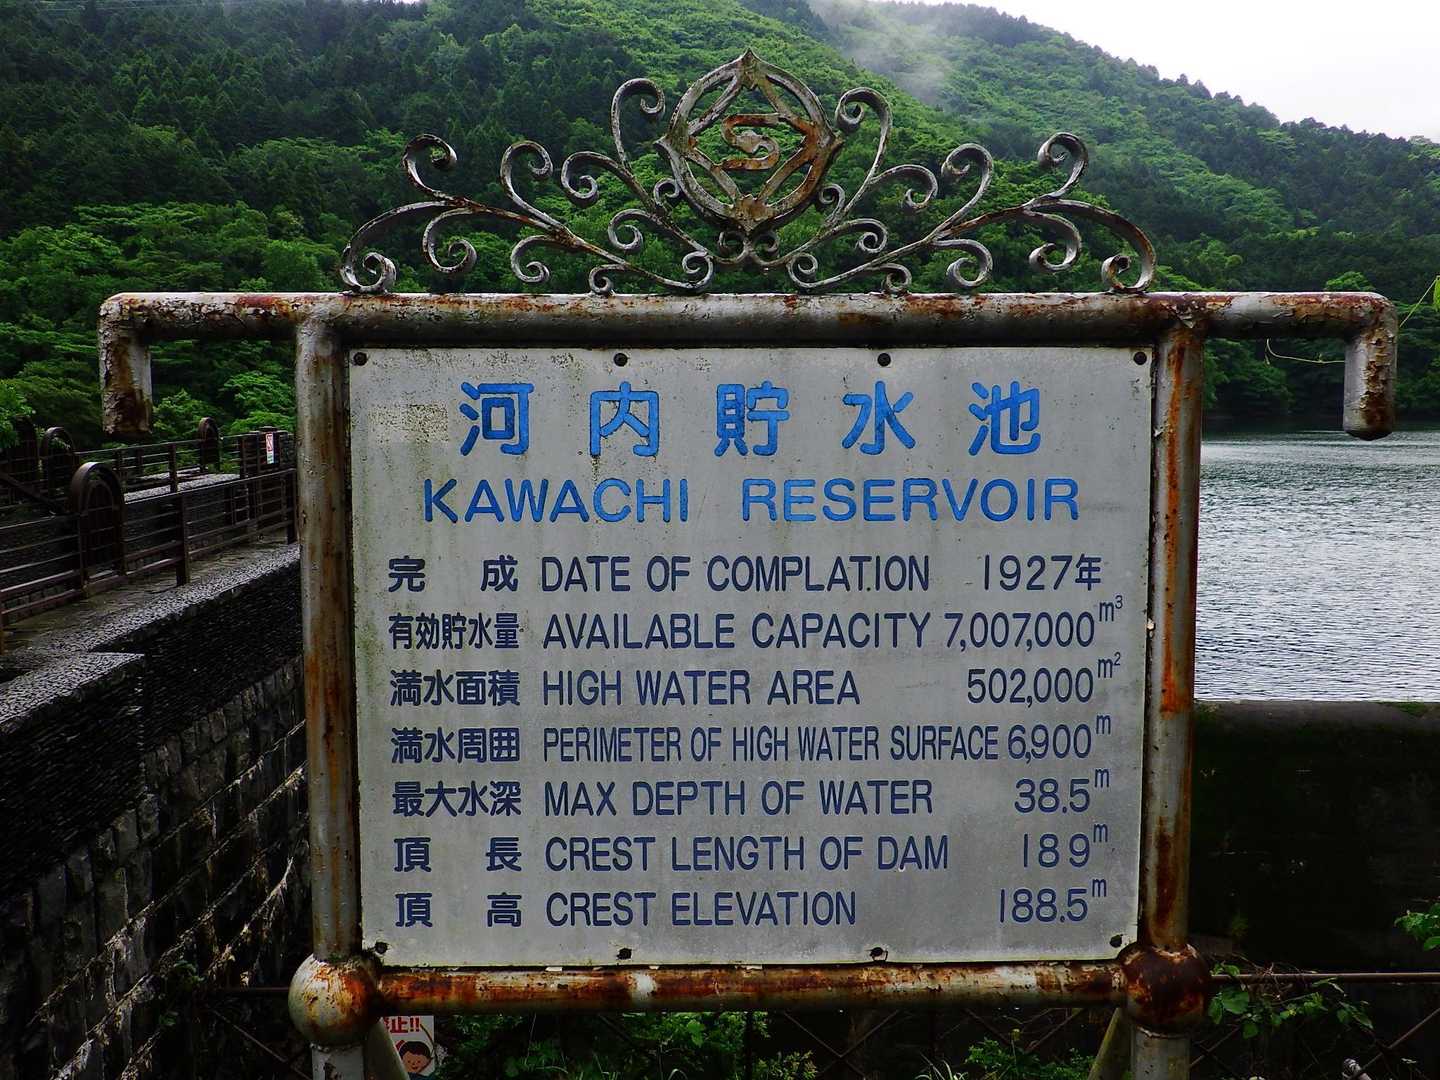 S
河内貯水池
KAWACHI RESERVOIR
完成 DATE OF COMPLATION 1927年
有効貯水量 AVAILABLE CAPACITY 7,007,000m³
満水面積 HIGH WATER AREA 502,000m²
満水周囲 PERIMETER OF HIGH WATER SURFACE 6,900m
最大水深 MAX DEPTH OF WATER 38.5m
頂長 CREST LENGTH OF DAM 189m
頂高 CREST ELEVATION 188.5m
止!!